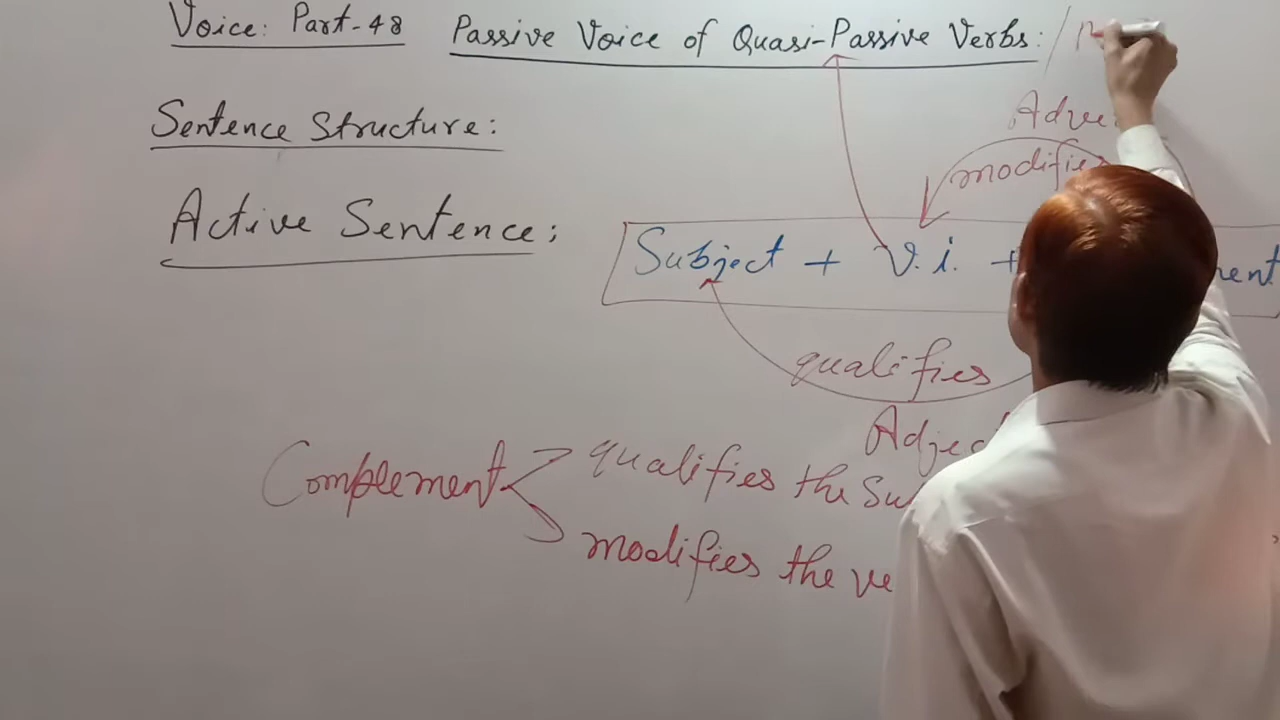 Voice: Part-48 Passive Voice of Quasi-Passive Verbs: /
Sentence Structure:
modifies
Active Sentence:
Subject + V.i. +
qualifies
Complement
qualifies the
modifies the